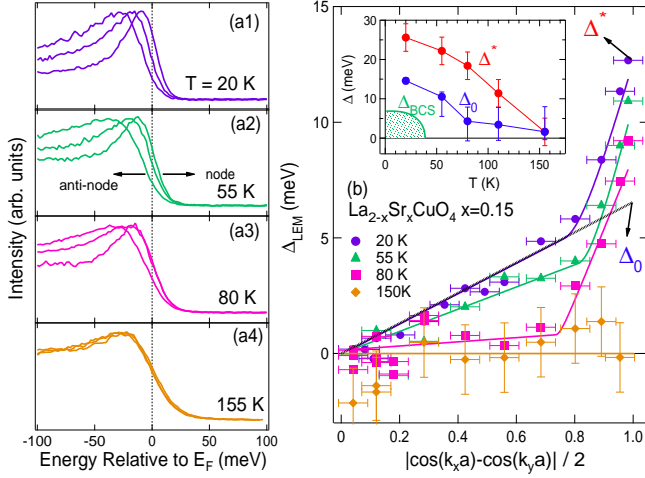 (a1)
T = 20 K
(a2)
anti-node
node
55 K
(a3)
80 K
(a4)
155 K
Intensity (arb. units)
-100
-50
0
50
100
Energy Relative to E_F (meV)
Δ_LEM (meV)
10
5
0
0
0.2
0.4
0.6
0.8
1.0
|cos(k_xa)-cos(k_ya)| / 2
(b)
La_{2-x}Sr_xCuO_4 x=0.15
20 K
55 K
80 K
150K
Δ*
Δ_0
Δ (meV)
30
20
10
0
0
50
100
150
T (K)
Δ*
Δ_0
Δ_BCS